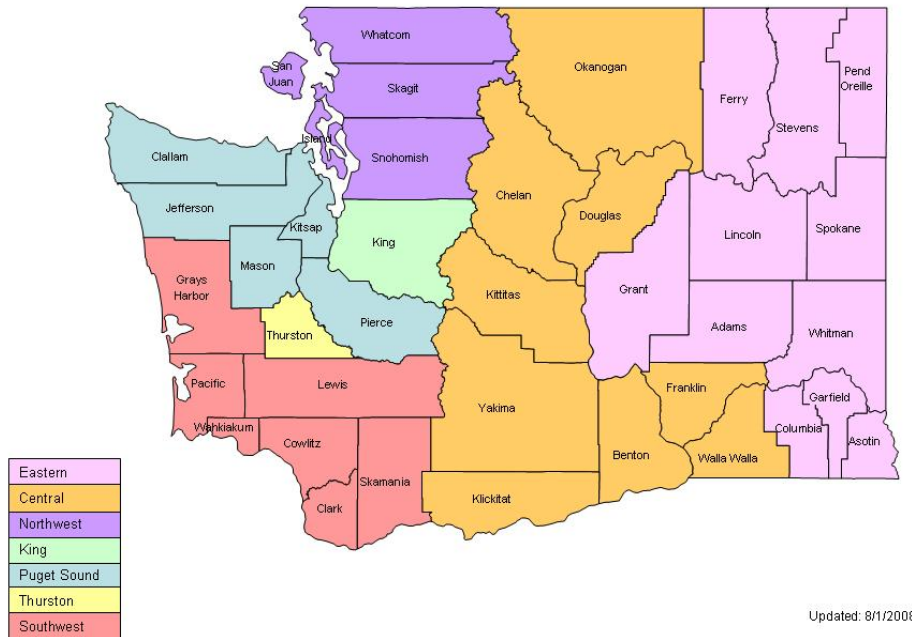 Whatcom
San
Juan
Skagit
Island
Snohomish
Okanogan
Ferry
Stevens
Pend
Oreille
Clallam
Jefferson
Kitsap
King
Chelan
Douglas
Lincoln
Spokane
Grays
Harbor
Mason
Thurston
Pierce
Kittitas
Grant
Adams
Whitman
Pacific
Lewis
Wahkiakum
Cowlitz
Clark
Skamania
Yakima
Klickitat
Benton
Franklin
Walla Walla
Columbia
Garfield
Asotin
Eastern
Central
Northwest
King
Puget Sound
Thurston
Southwest
Updated: 8/1/2008